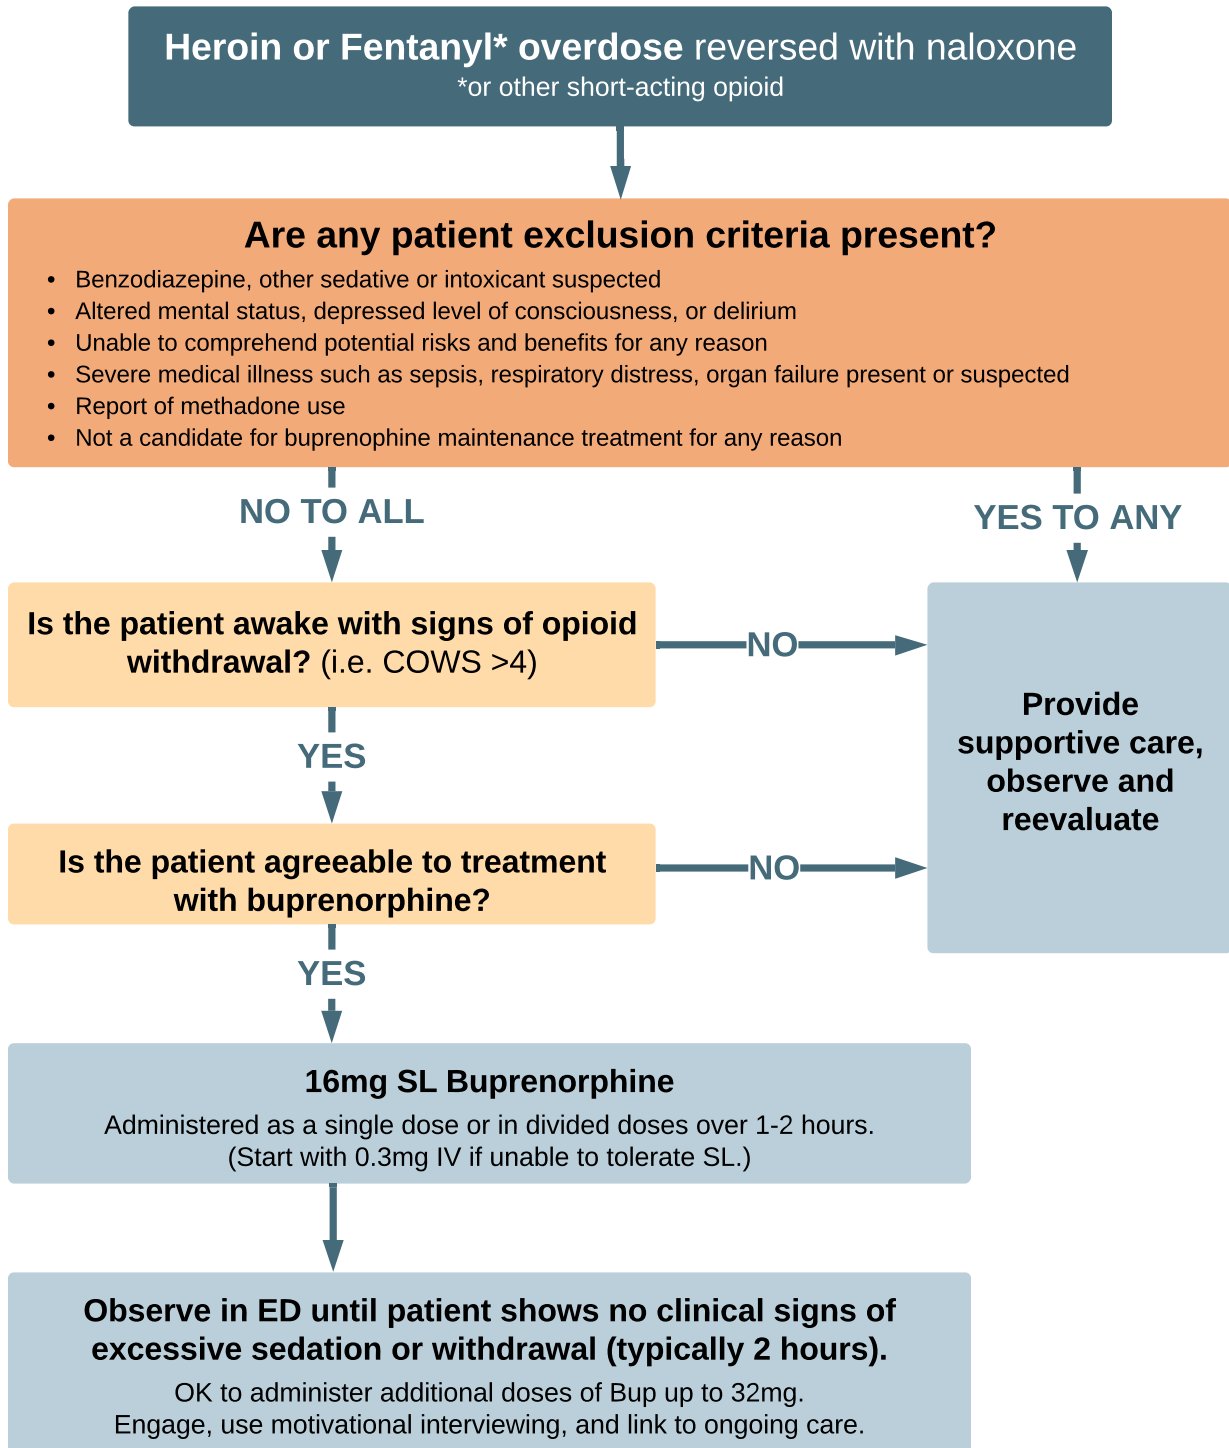 Heroin or Fentanyl* overdose reversed with naloxone
*or other short-acting opioid
Are any patient exclusion criteria present?
• Benzodiazepine, other sedative or intoxicant suspected
• Altered mental status, depressed level of consciousness, or delirium
• Unable to comprehend potential risks and benefits for any reason
• Severe medical illness such as sepsis, respiratory distress, organ failure present or suspected
• Report of methadone use
• Not a candidate for buprenophine maintenance treatment for any reason
NO TO ALL
YES TO ANY
Is the patient awake with signs of opioid
withdrawal? (i.e. COWS >4)
NO
Provide
supportive care,
observe and
reevaluate
YES
Is the patient agreeable to treatment
with buprenorphine?
NO
YES
16mg SL Buprenorphine
Administered as a single dose or in divided doses over 1-2 hours.
(Start with 0.3mg IV if unable to tolerate SL.)
Observe in ED until patient shows no clinical signs of
excessive sedation or withdrawal (typically 2 hours).
OK to administer additional doses of Bup up to 32mg.
Engage, use motivational interviewing, and link to ongoing care.